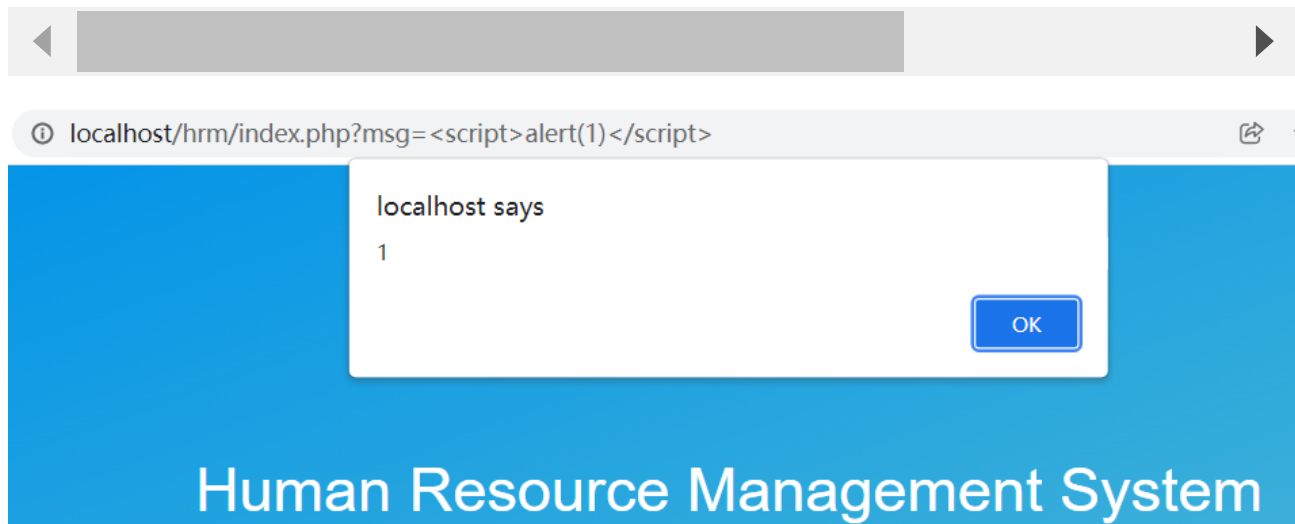 localhost/hrm/index.php?msg=<script>alert(1)</script>
localhost says
1
OK
Human Resource Management System